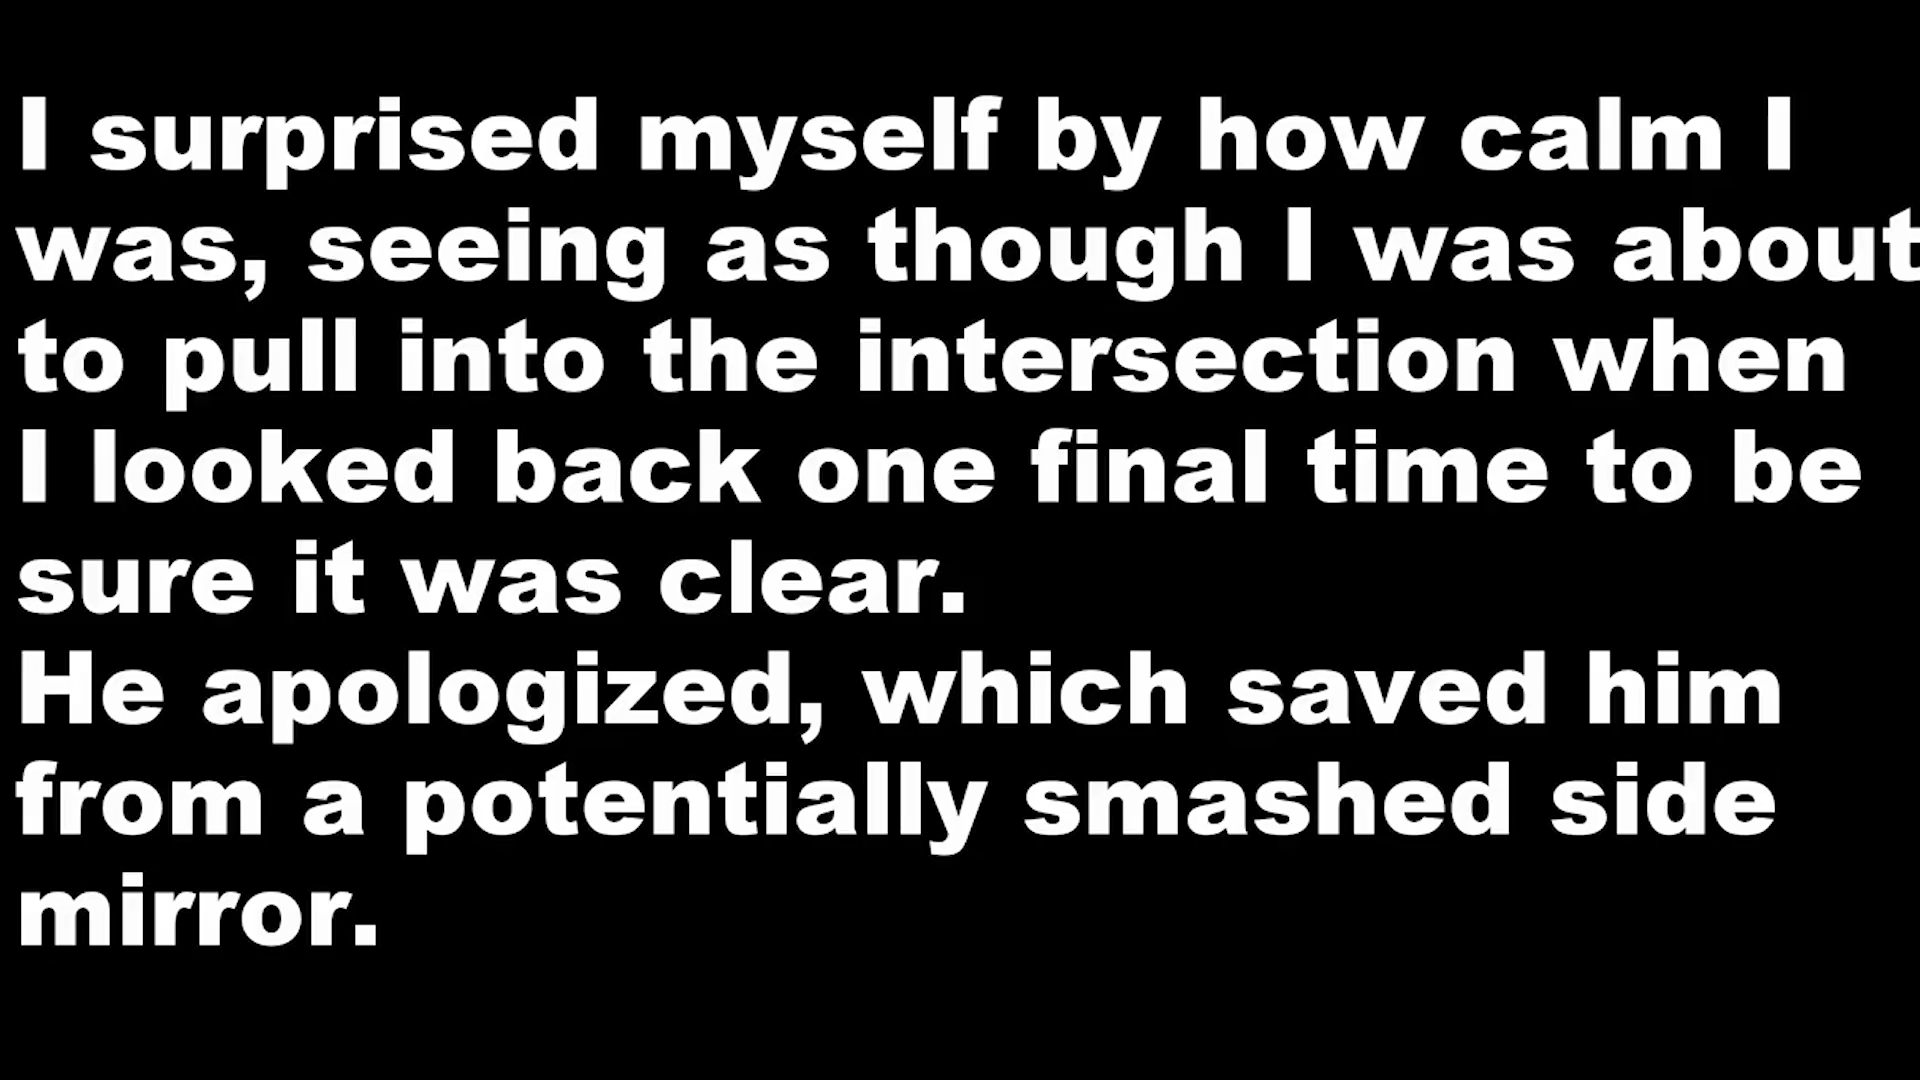 I surprised myself by how calm I
was, seeing as though I was about
to pull into the intersection when
I looked back one final time to be
sure it was clear.
He apologized, which saved him
from a potentially smashed side
mirror.